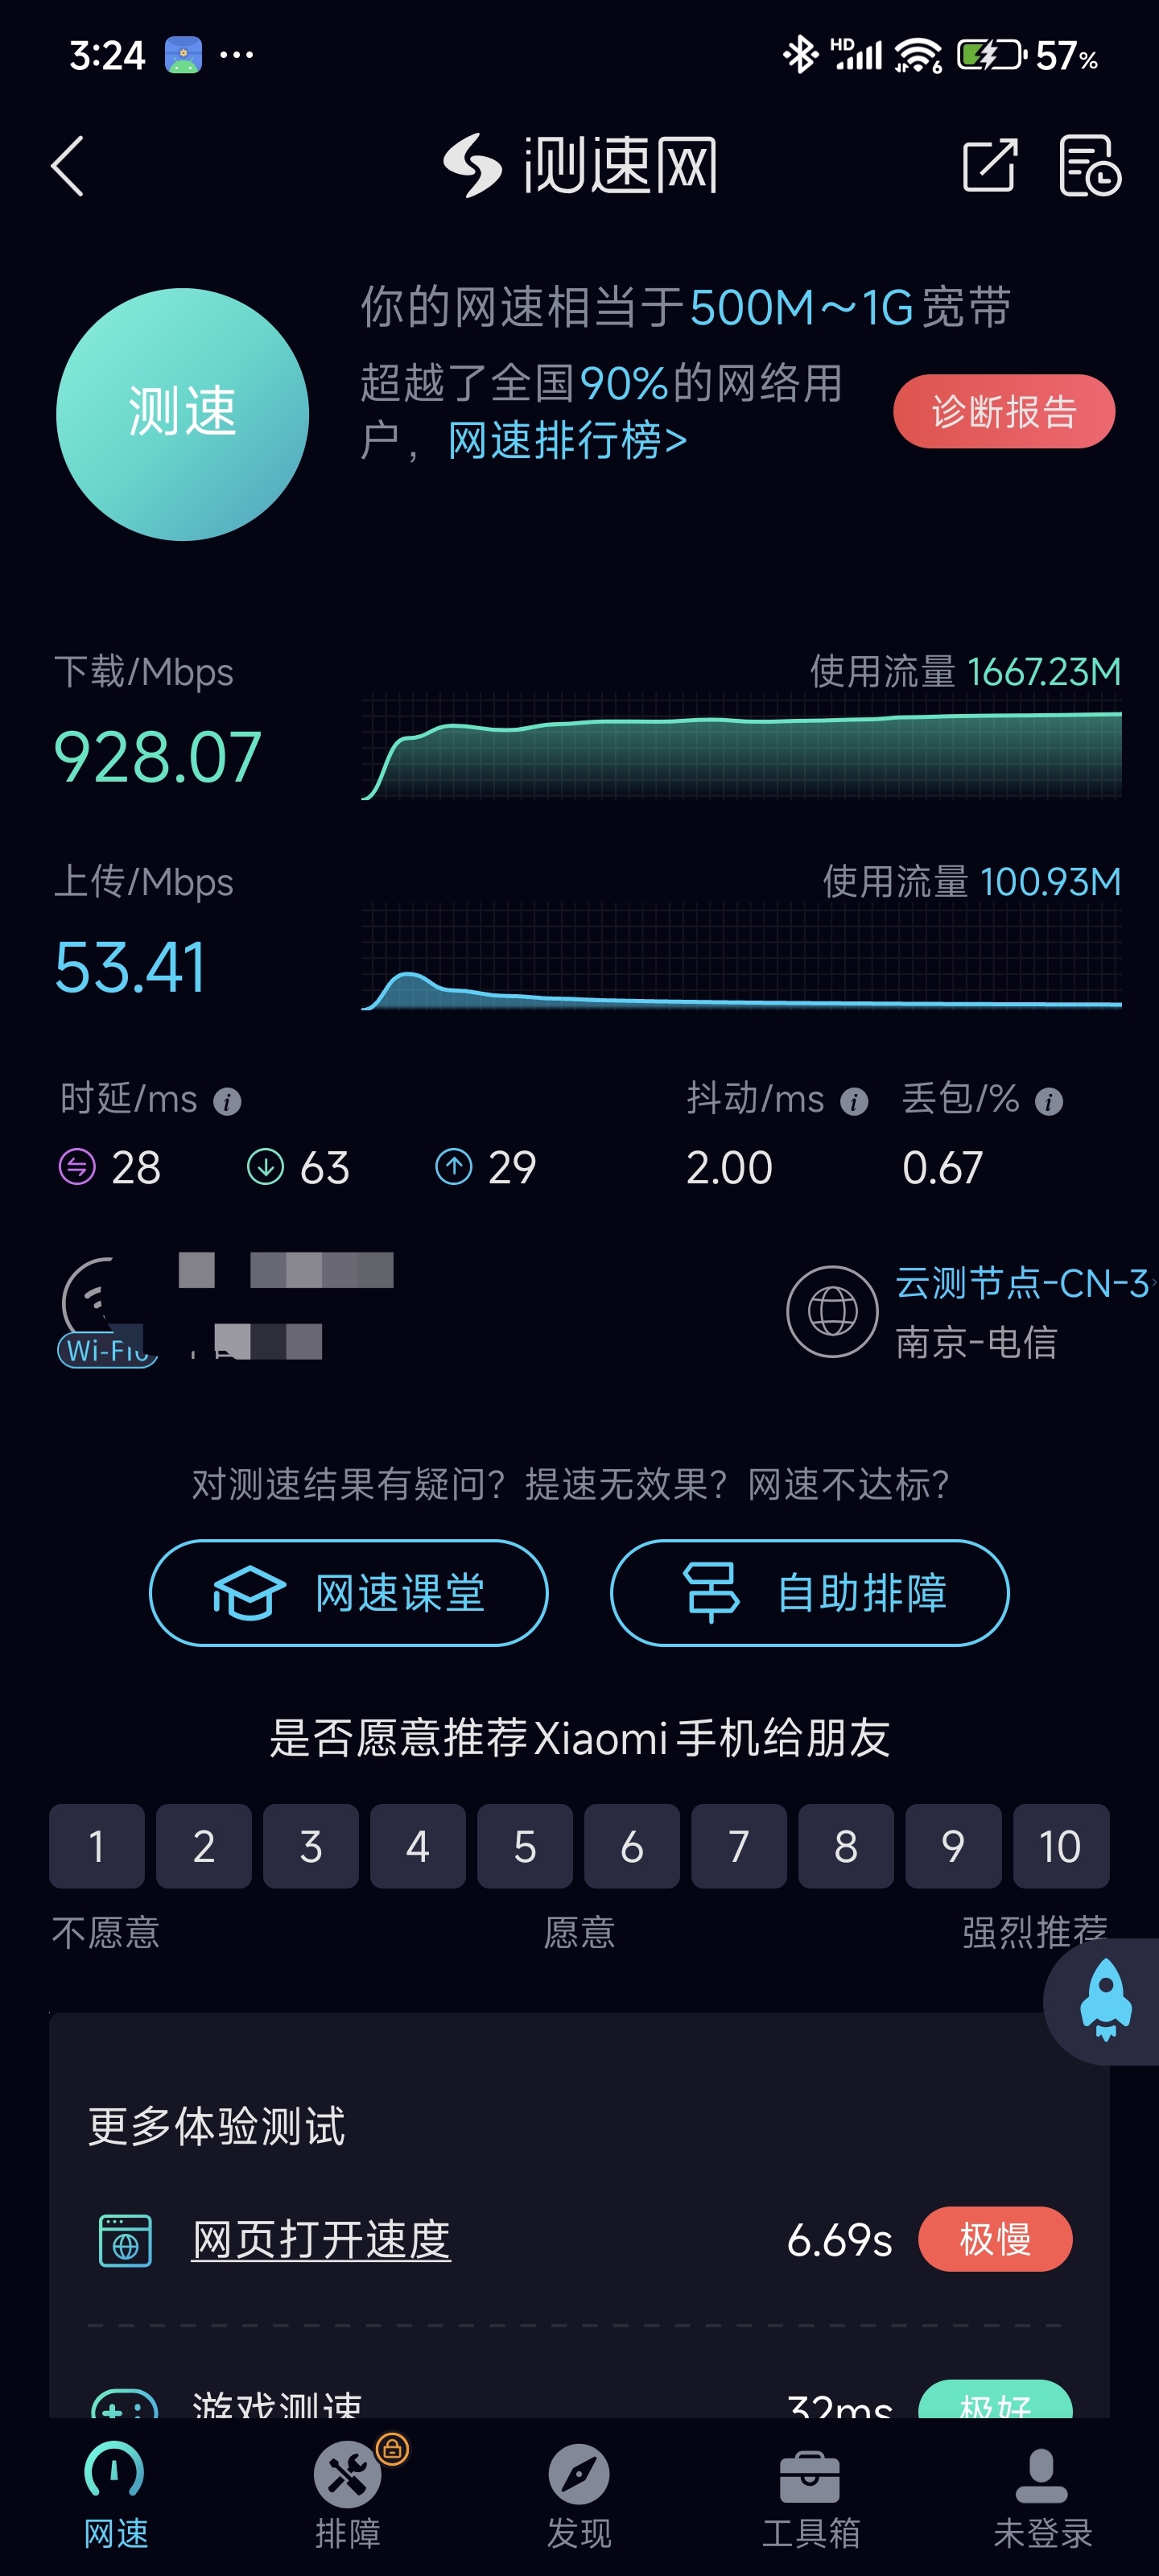 3:24
HD
6
57%
测速网
测速
你的网速相当于500M~1G宽带
超越了全国90%的网络用
户，网速排行榜>
诊断报告
下载/Mbps
使用流量 1667.23M
928.07
上传/Mbps
使用流量 100.93M
53.41
时延/ms
抖动/ms
丢包/%
28
63
29
2.00
0.67
云测节点-CN-3
Wi-Fi
南京-电信
对测速结果有疑问？提速无效果？网速不达标？
网速课堂
自助排障
是否愿意推荐Xiaomi手机给朋友
1 2 3 4 5 6 7 8 9 10
不愿意
愿意
强烈推荐
更多体验测试
网页打开速度
6.69s
极慢
游戏测速
32ms
极好
网速
排障
发现
工具箱
未登录